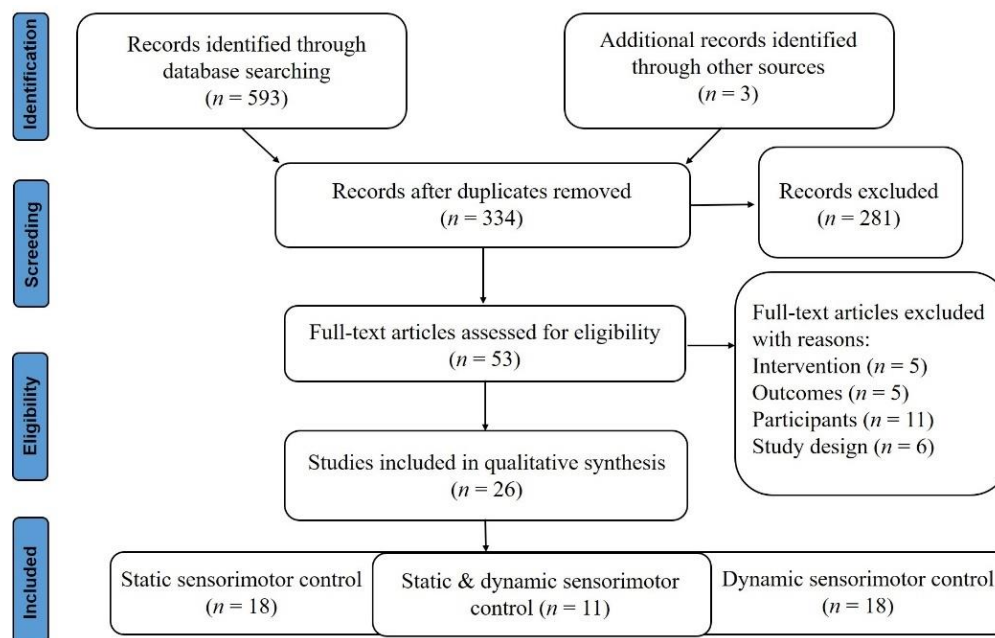 Identification
Records identified through
database searching
(n = 593)
Additional records identified
through other sources
(n = 3)
Screeding
Records after duplicates removed
(n = 334)
Records excluded
(n = 281)
Full-text articles assessed for eligibility
(n = 53)
Full-text articles excluded
with reasons:
Intervention (n = 5)
Outcomes (n = 5)
Participants (n = 11)
Study design (n = 6)
Eligibility
Studies included in qualitative synthesis
(n = 26)
Included
Static sensorimotor control
(n = 18)
Static & dynamic sensorimotor
control (n = 11)
Dynamic sensorimotor control
(n = 18)